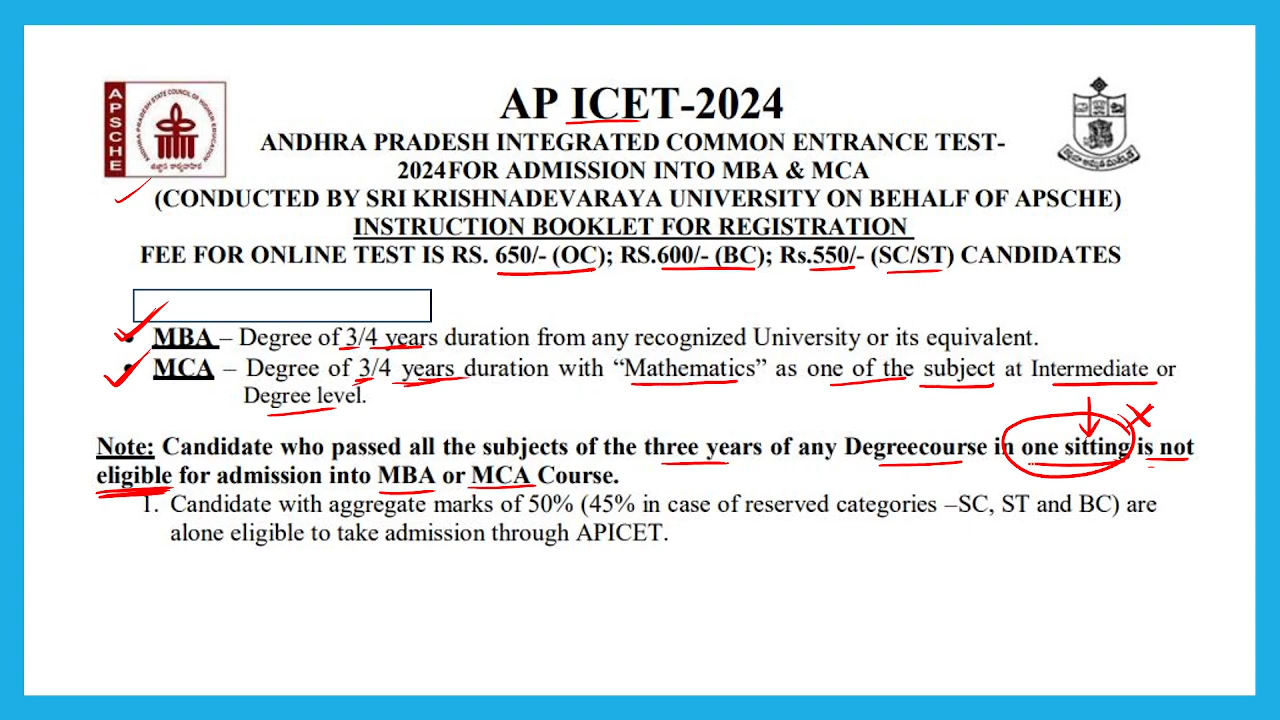 AP ICET-2024
APSCHE
ANDHRA PRADESH INTEGRATED COMMON ENTRANCE TEST-
2024FOR ADMISSION INTO MBA & MCA
(CONDUCTED BY SRI KRISHNADEVARAYA UNIVERSITY ON BEHALF OF APSCHE)
INSTRUCTION BOOKLET FOR REGISTRATION
FEE FOR ONLINE TEST IS RS. 650/- (OC); RS.600/- (BC); Rs.550/- (SC/ST) CANDIDATES
• MBA – Degree of 3/4 years duration from any recognized University or its equivalent.
• MCA – Degree of 3/4 years duration with “Mathematics” as one of the subject at Intermediate or
Degree level.
Note: Candidate who passed all the subjects of the three years of any Degreecourse in one sitting is not
eligible for admission into MBA or MCA Course.
1. Candidate with aggregate marks of 50% (45% in case of reserved categories –SC, ST and BC) are
alone eligible to take admission through APICET.